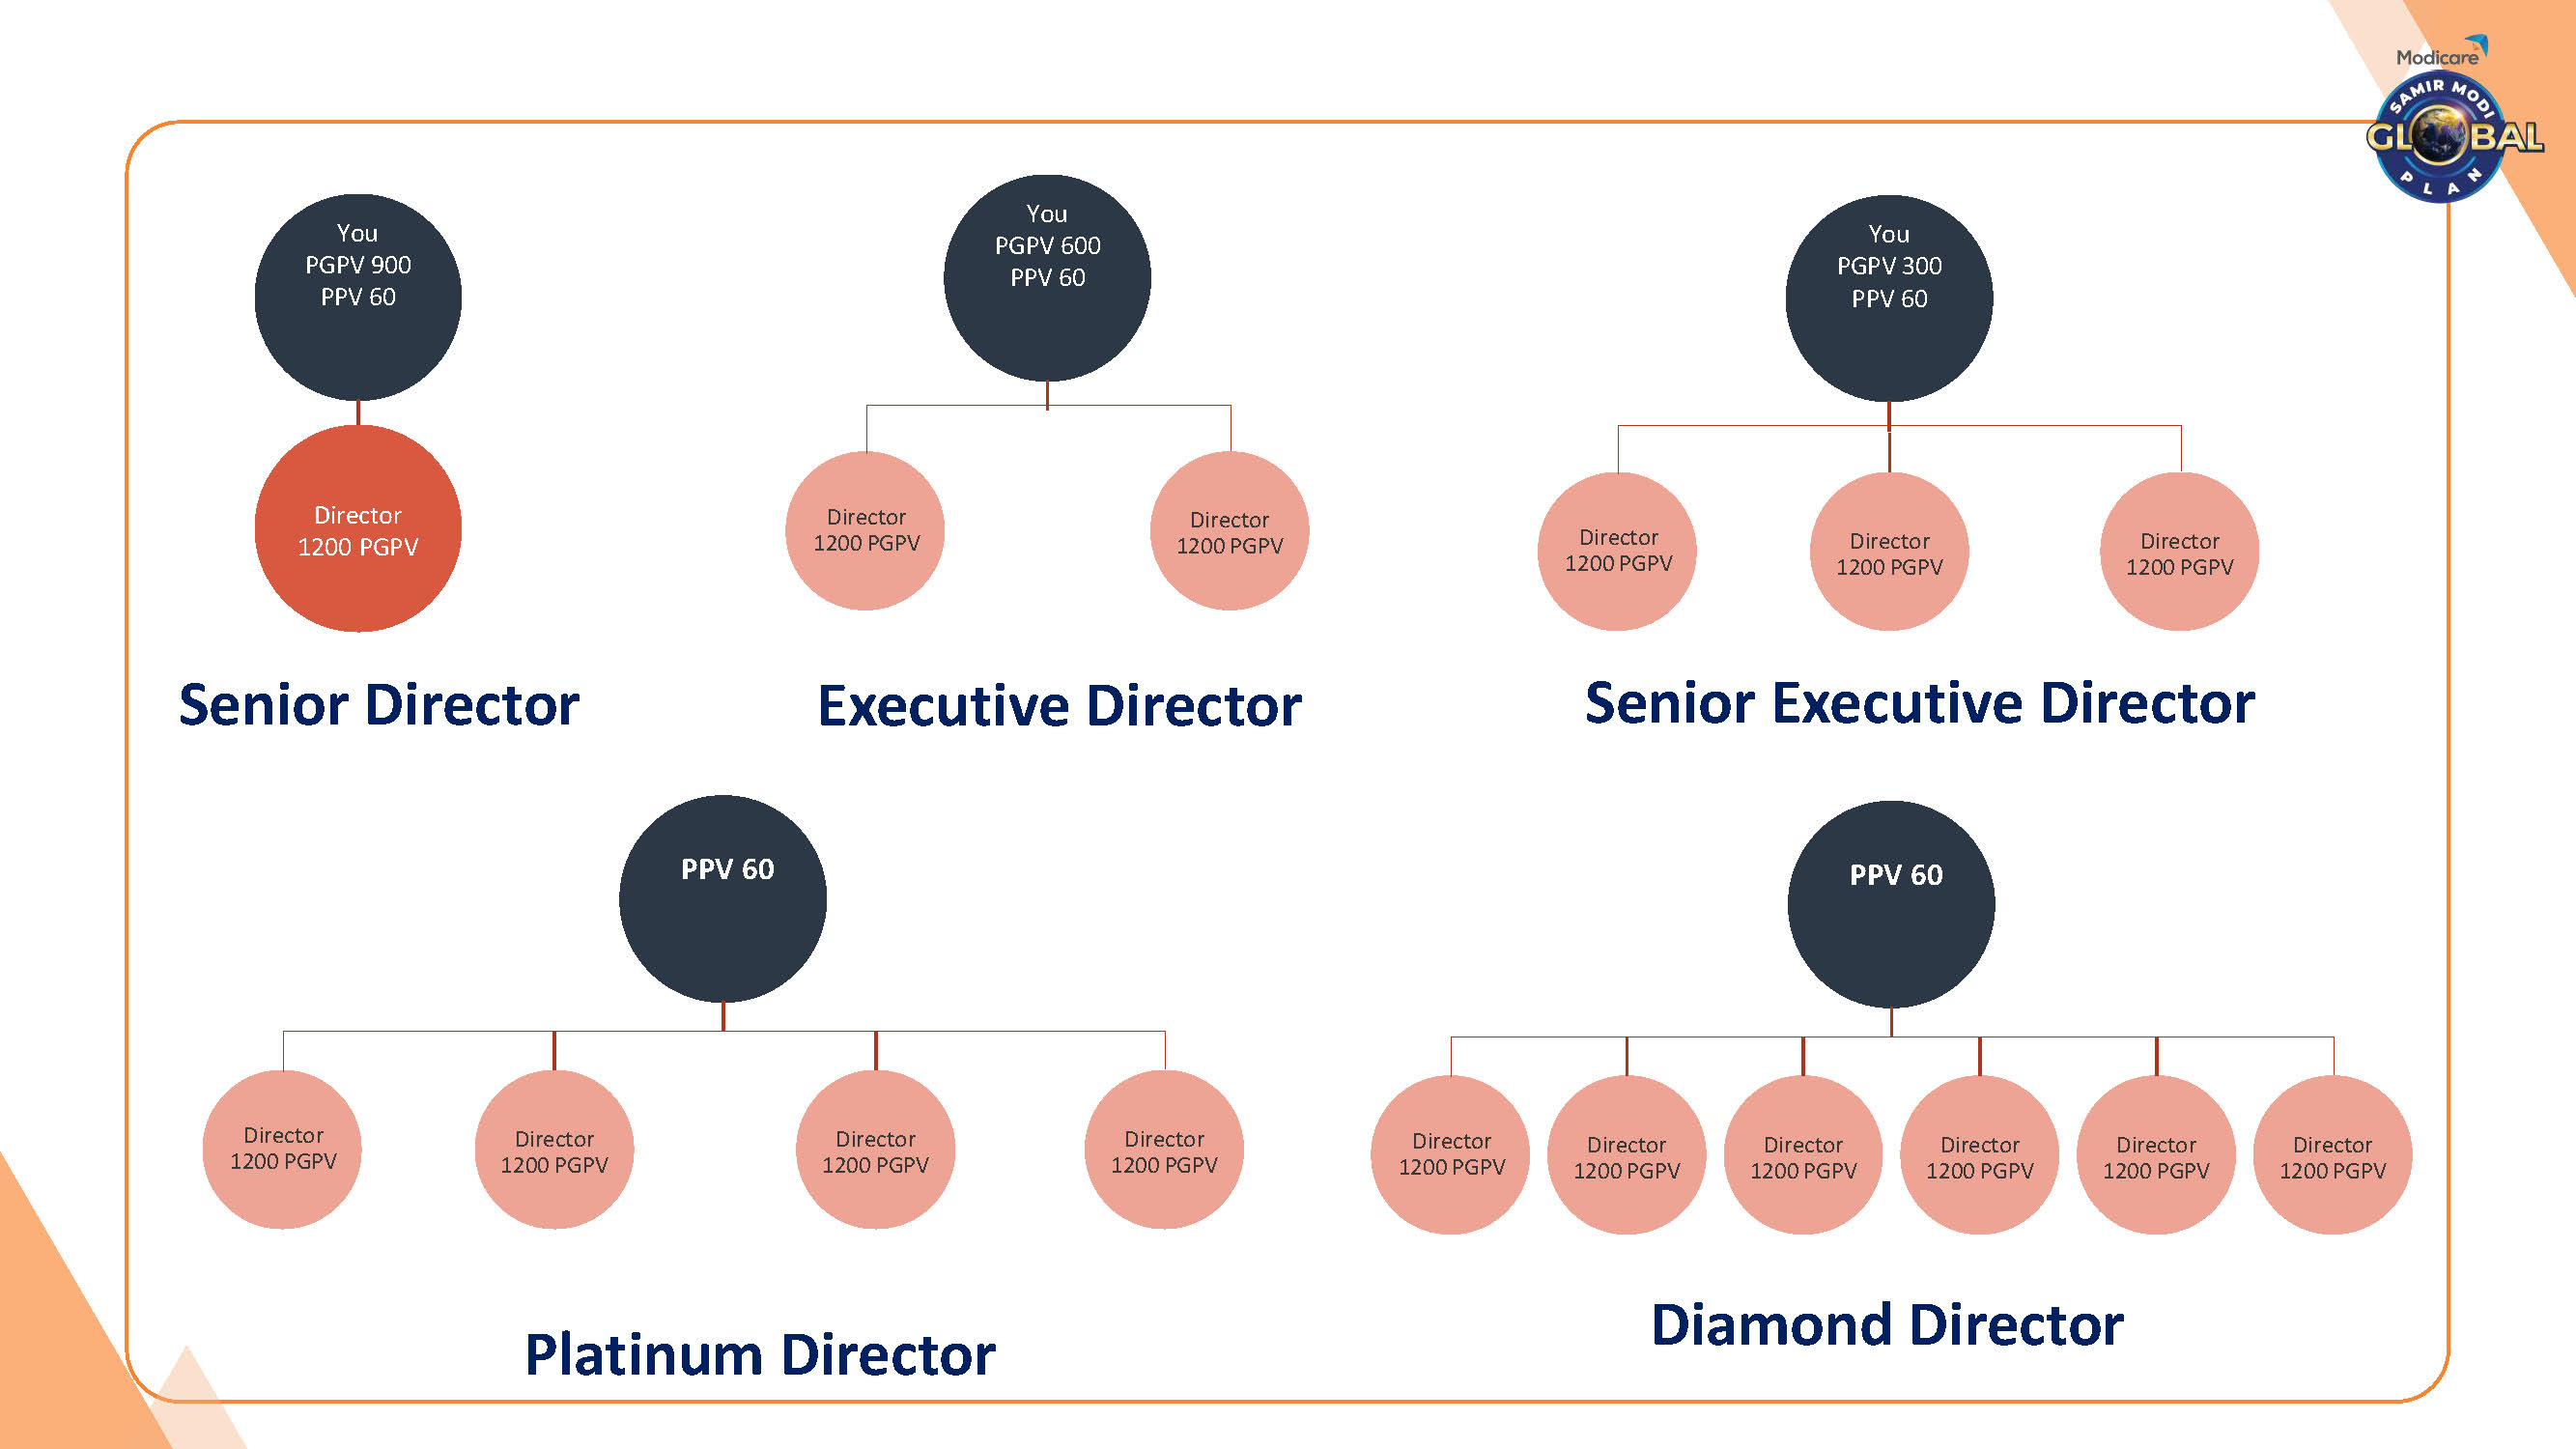 Modicare
SAMIR MODI
GLOBAL
PLAN
You
PGPV 900
PPV 60
Director
1200 PGPV
Senior Director
You
PGPV 600
PPV 60
Director
1200 PGPV
Director
1200 PGPV
Executive Director
You
PGPV 300
PPV 60
Director
1200 PGPV
Director
1200 PGPV
Director
1200 PGPV
Senior Executive Director
PPV 60
Director
1200 PGPV
Director
1200 PGPV
Director
1200 PGPV
Director
1200 PGPV
Platinum Director
PPV 60
Director
1200 PGPV
Director
1200 PGPV
Director
1200 PGPV
Director
1200 PGPV
Director
1200 PGPV
Director
1200 PGPV
Diamond Director